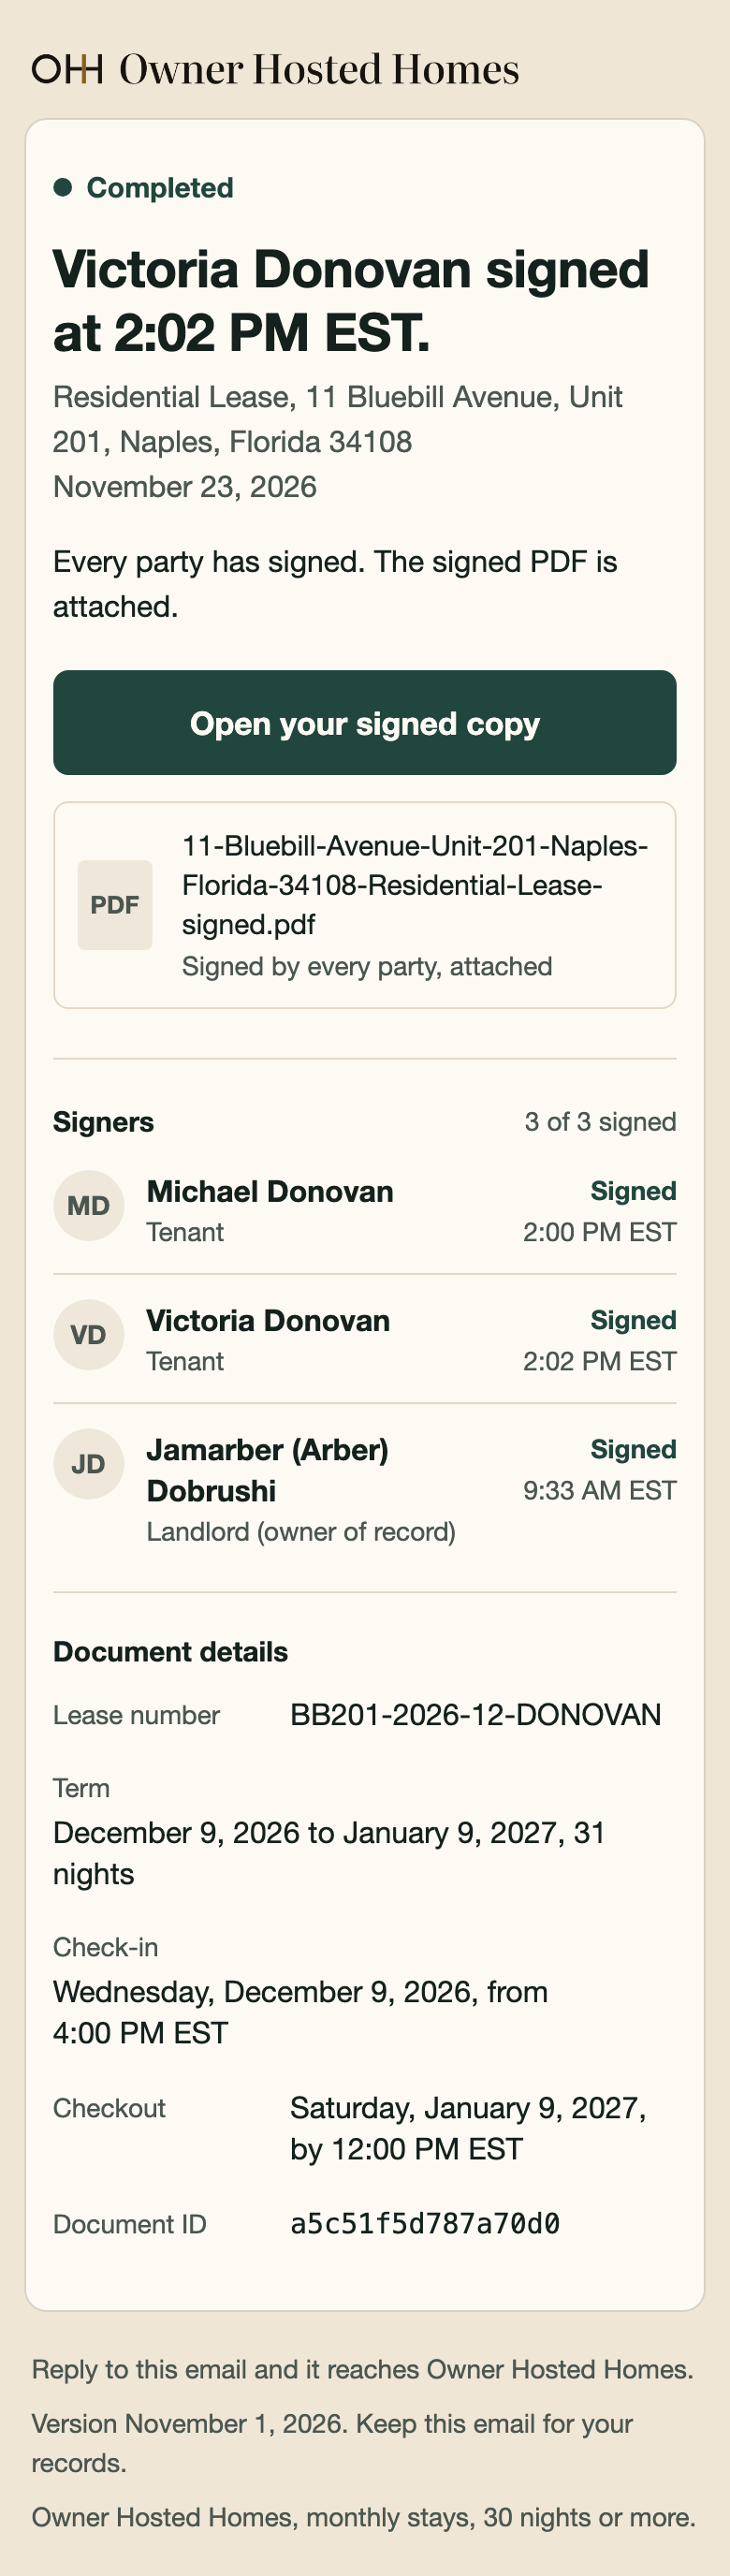 OHH Owner Hosted Homes
Completed
Victoria Donovan signed
at 2:02 PM EST.
Residential Lease, 11 Bluebill Avenue, Unit
201, Naples, Florida 34108
November 23, 2026
Every party has signed. The signed PDF is
attached.
Open your signed copy
PDF
11-Bluebill-Avenue-Unit-201-Naples-
Florida-34108-Residential-Lease-
signed.pdf
Signed by every party, attached
Signers 3 of 3 signed
MD Michael Donovan Signed
Tenant 2:00 PM EST
VD Victoria Donovan Signed
Tenant 2:02 PM EST
JD Jamarber (Arber) Signed
Dobrushi 9:33 AM EST
Landlord (owner of record)
Document details
Lease number BB201-2026-12-DONOVAN
Term
December 9, 2026 to January 9, 2027, 31
nights
Check-in
Wednesday, December 9, 2026, from
4:00 PM EST
Checkout Saturday, January 9, 2027,
by 12:00 PM EST
Document ID a5c51f5d787a70d0
Reply to this email and it reaches Owner Hosted Homes.
Version November 1, 2026. Keep this email for your
records.
Owner Hosted Homes, monthly stays, 30 nights or more.